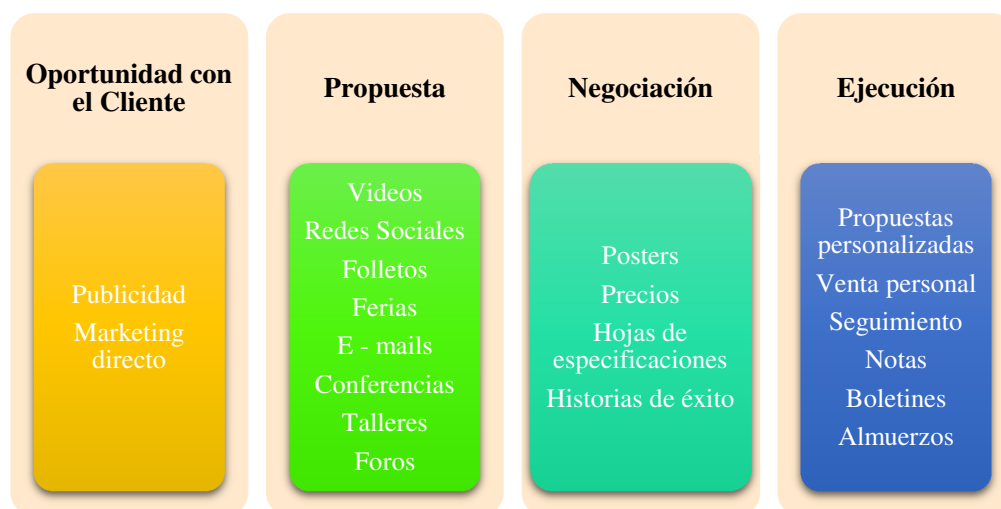 Oportunidad con
el Cliente
Publicidad
Marketing
directo
Propuesta
Videos
Redes Sociales
Folletos
Ferias
E - mails
Conferencias
Talleres
Foros
Negociación
Posters
Precios
Hojas de
especificaciones
Historias de éxito
Ejecución
Propuestas
personalizadas
Venta personal
Seguimiento
Notas
Boletines
Almuerzos